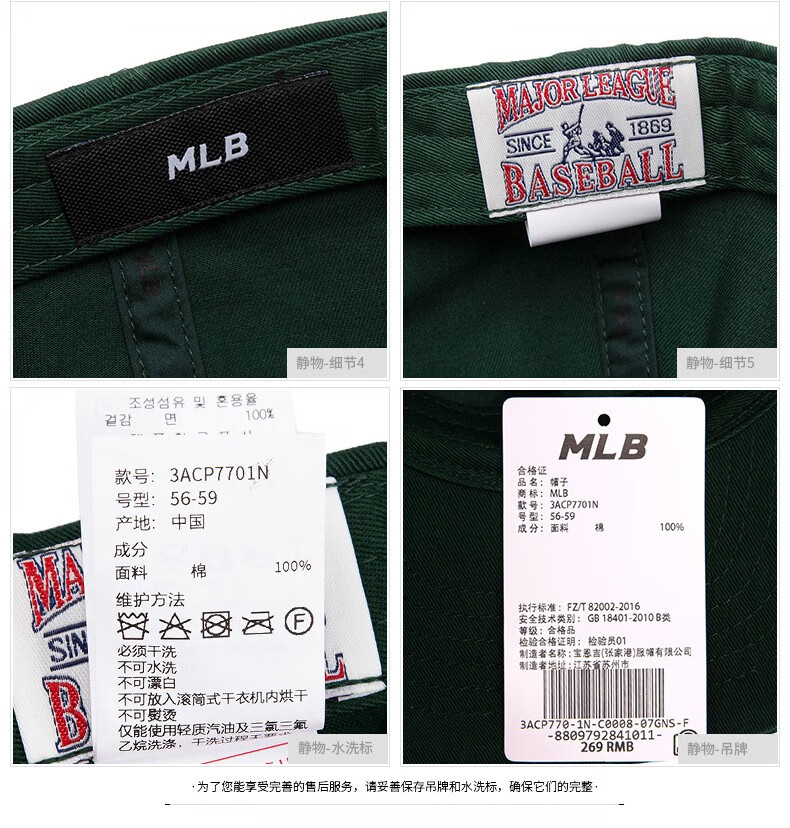 MLB
静物-细节4
MAJOR LEAGUE
SINCE 1869
BASEBALL
静物-细节5
조성섬유 및 혼용율
겉감 면 100%
款号: 3ACP7701N
号型: 56-59
产地: 中国
成分
面料 棉 100%
维护方法
F
必须干洗
不可水洗
不可漂白
不可放入滚筒式干衣机内烘干
不可熨烫
仅能使用轻质汽油及三氯三氟
乙烷洗涤,干洗过程不要求
MAJ
SIN
B
静物-水洗标
MLB
合格证
品名: 帽子
商标: MLB
款号: 3ACP7701N
号型: 56-59
成分: 面料 棉 100%
执行标准: FZ/T 82002-2016
安全技术类别: GB 18401-2010 B类
等级: 合格品
检验合格证明: 检验员01
制造者名称:宝恩吉(张家港)服帽有限公司
制造者地址:江苏省苏州市
3ACP770-1N-C0008-07GNS-F
-8809792841011-
269 RMB
静物-吊牌
·为了您能享受完善的售后服务，请妥善保存吊牌和水洗标，确保它们的完整·